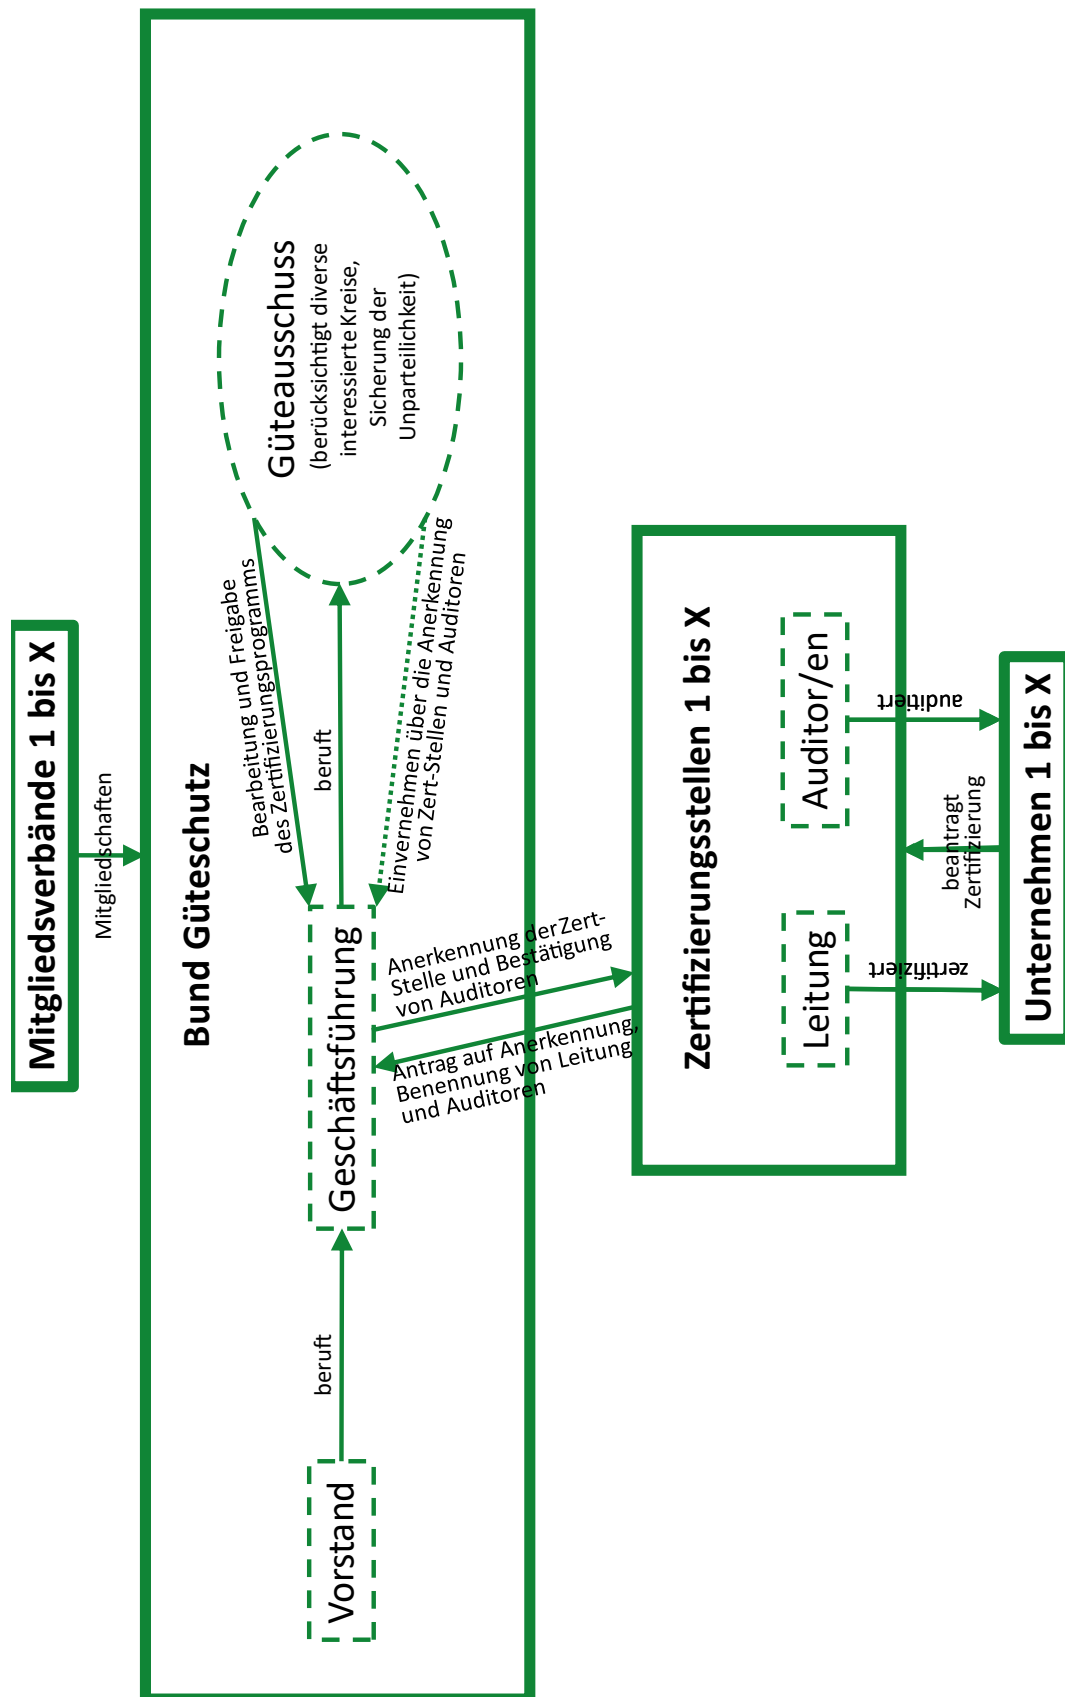 Mitgliedsverbände 1 bis X
Mitgliedschaften
Bund Güteschutz
Vorstand
beruft
Geschäftsführung
Bearbeitung und Freigabe
des Zertifizierungsprogramms
beruft
Einvernehmen über die Anerkennung
von Zert-Stellen und Auditoren
Güteausschuss
(berücksichtigt diverse
interessierte Kreise,
Sicherung der
Unparteilichkeit)
Antrag auf Anerkennung,
Benennung von Leitung
und Auditoren
Anerkennung der Zert-
Stelle und Bestätigung
von Auditoren
Zertifizierungsstellen 1 bis X
Leitung
Auditor/en
zertifiziert
beantragt
Zertifizierung
auditiert
Unternehmen 1 bis X